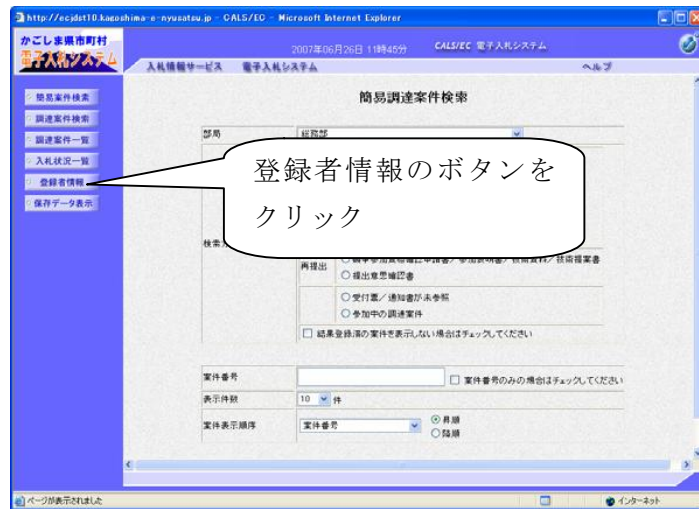 http://ecjdst10.kagoshima-e-nyusatsu.jp - CALS/EC - Microsoft Internet Explorer
かごしま県市町村
電子入札システム
2007年06月26日 11時45分
CALS/EC 電子入札システム
入札情報サービス 電子入札システム ヘルプ
簡易案件検索
調達案件検索
調達案件一覧
入札状況一覧
登録者情報
保存データ表示
簡易調達案件検索
部局 総務部
登録者情報のボタンを
クリック
再提出
提出意思確認書
受付票/通知書が未参照
参加中の調達案件
結果登録済の案件を表示しない場合はチェックしてください
案件番号 案件番号のみの場合はチェックしてください
表示件数 10 件
案件表示順序 案件番号 昇順
降順
ページが表示されました インターネット